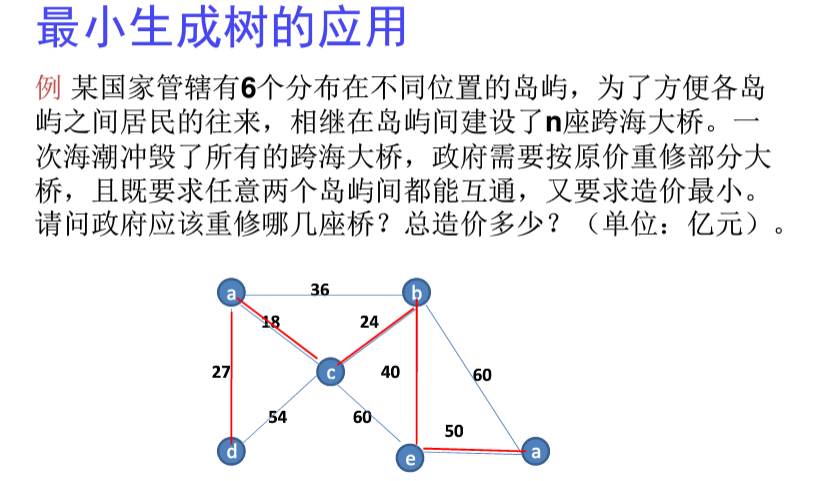 最小生成树的应用
例 某国家管辖有6个分布在不同位置的岛屿，为了方便各岛
屿之间居民的往来，相继在岛屿间建设了n座跨海大桥。一
次海潮冲毁了所有的跨海大桥，政府需要按原价重修部分大
桥，且既要求任意两个岛屿间都能互通，又要求造价最小。
请问政府应该重修哪几座桥？总造价多少？（单位：亿元）。
a 36 b
18 24
27 c 40 60
54 60 50
d e a